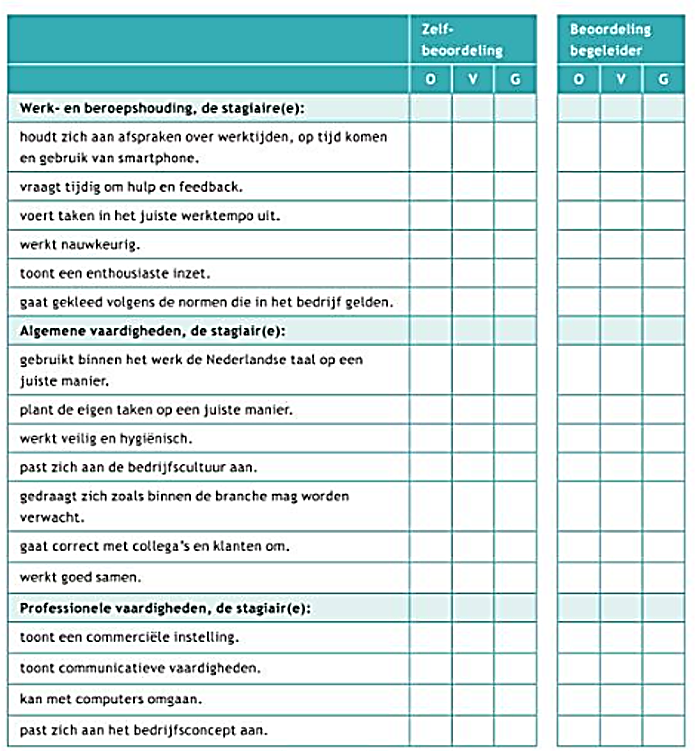 Zelf-
beoordeling
Beoordeling
begeleider
O V G O V G
Werk- en beroepshouding, de stagiaire(e):
houdt zich aan afspraken over werktijden, op tijd komen
en gebruik van smartphone.
vraagt tijdig om hulp en feedback.
voert taken in het juiste werktempo uit.
werkt nauwkeurig.
toont een enthousiaste inzet.
gaat gekleed volgens de normen die in het bedrijf gelden.
Algemene vaardigheden, de stagiair(e):
gebruikt binnen het werk de Nederlandse taal op een
juiste manier.
plant de eigen taken op een juiste manier.
werkt veilig en hygiënisch.
past zich aan de bedrijfscultuur aan.
gedraagt zich zoals binnen de branche mag worden
verwacht.
gaat correct met collega's en klanten om.
werkt goed samen.
Professionele vaardigheden, de stagiair(e):
toont een commerciële instelling.
toont communicatieve vaardigheden.
kan met computers omgaan.
past zich aan het bedrijfsconcept aan.